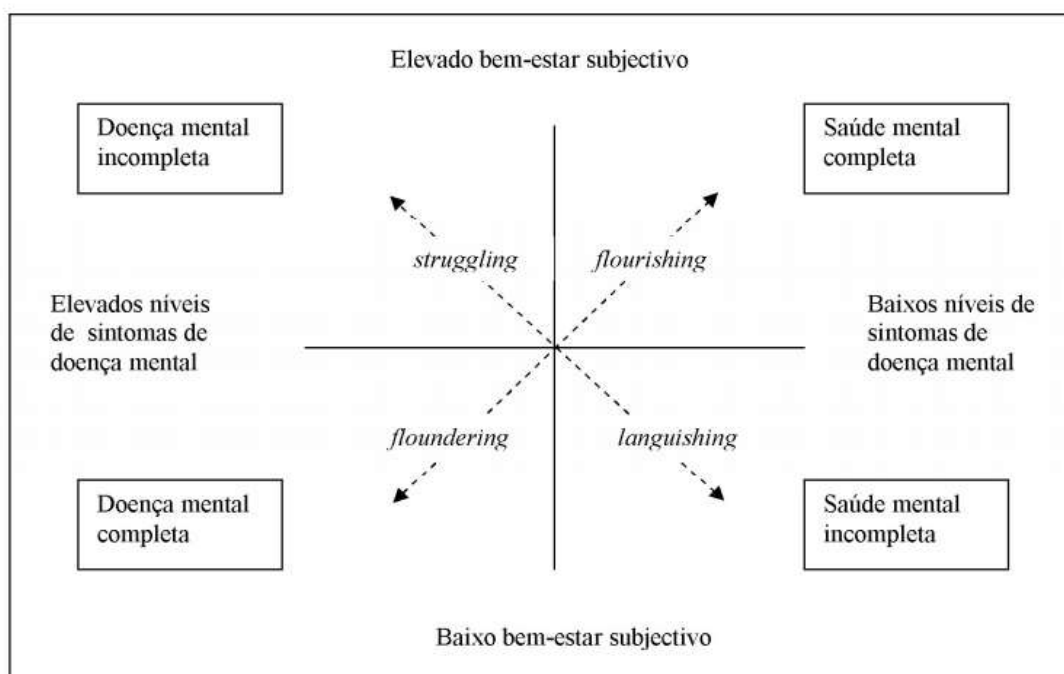 Elevado bem-estar subjectivo
Doença mental
incompleta
Saúde mental
completa
struggling
flourishing
Elevados níveis
de sintomas de
doença mental
Baixos níveis de
sintomas de
doença mental
floundering
languishing
Doença mental
completa
Saúde mental
incompleta
Baixo bem-estar subjectivo